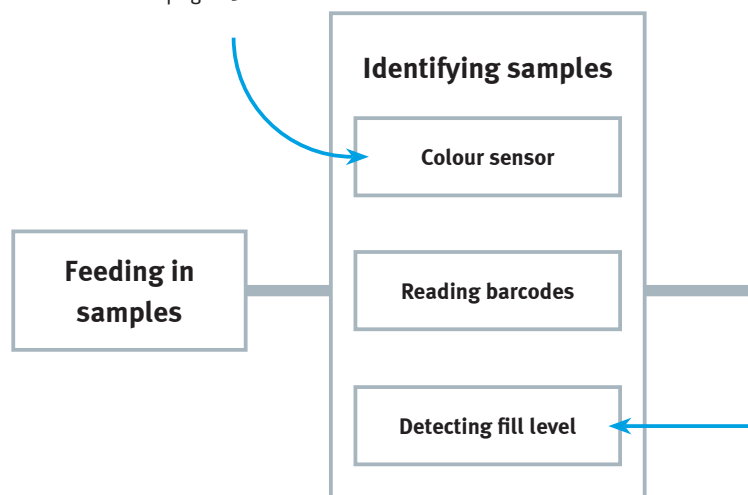 Identifying samples
Colour sensor
Feeding in
samples
Reading barcodes
Detecting fill level